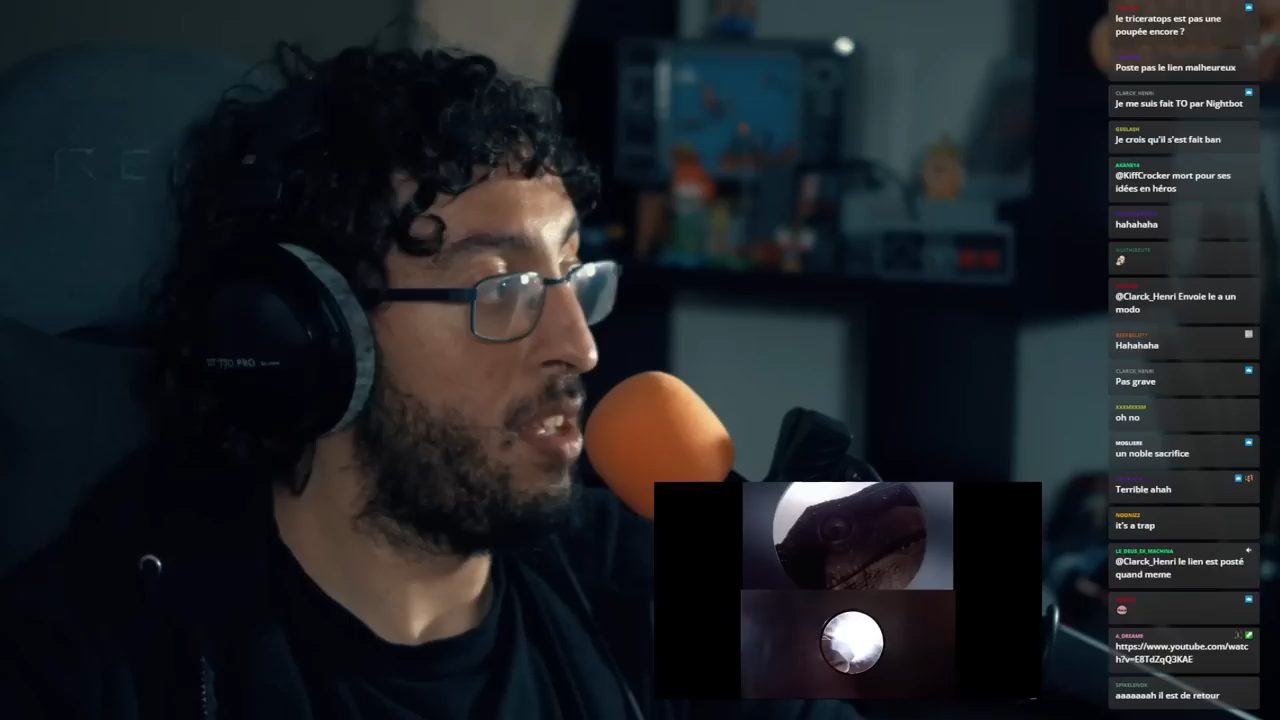 RE
DT 770 PRO
le triceratops est pas une
poupée encore ?
Poste pas le lien malheureux
CLARCK_HENRI
Je me suis fait TO par Nightbot
Je crois qu'il s'est fait ban
@KiffCrocker mort pour ses
idées en héros
hahahaha
@Clarck_Henri Envoie le a un
modo
Hahahaha
CLARCK_HENRI
Pas grave
oh no
MOGLIERE
un noble sacrifice
Terrible ahah
NOONIZZ
it's a trap
LE_DEUS_EX_MACHINA
@Clarck_Henri le lien est posté
quand meme
A_DREAMS
https://www.youtube.com/watc
h?v=E8TdZqQ3KAE
aaaaaaah il est de retour